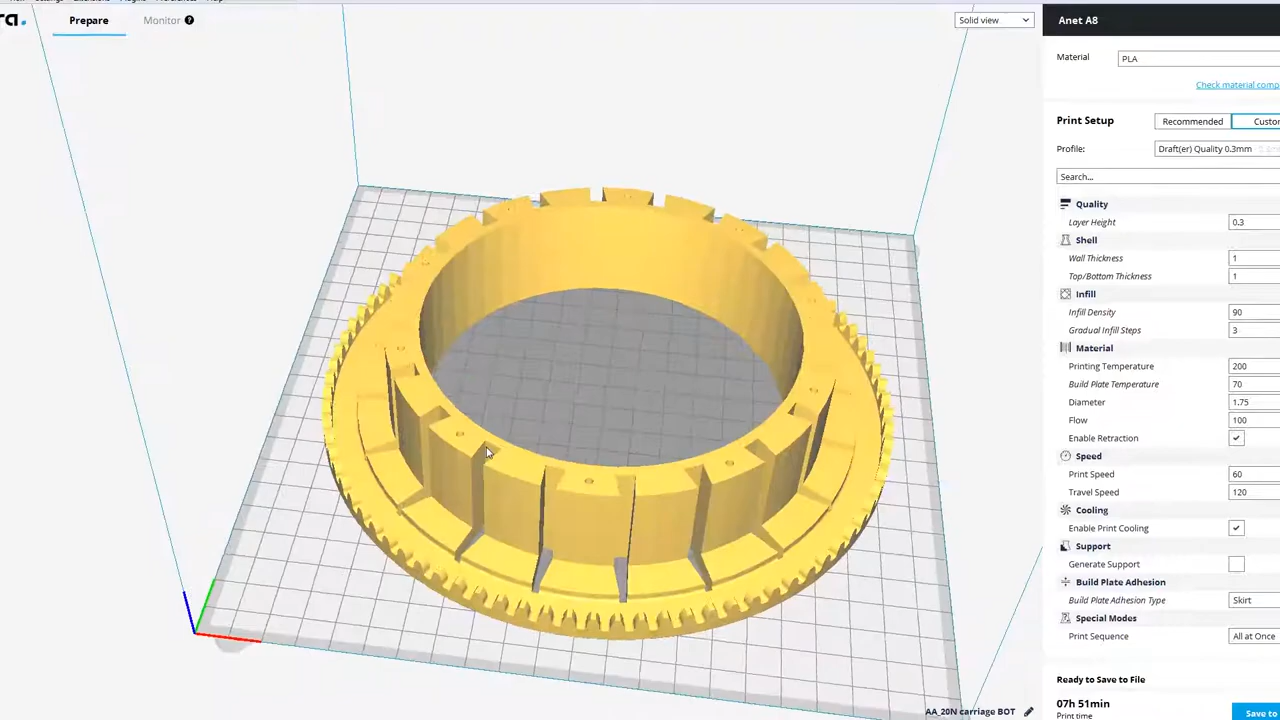 ra.
Prepare
Monitor
Solid view
Anet A8
Material
PLA
Check material comp
Print Setup
Recommended
Custom
Profile:
Draft(er) Quality 0.3mm
Search...
Quality
Layer Height
0.3
Shell
Wall Thickness
1
Top/Bottom Thickness
1
Infill
Infill Density
90
Gradual Infill Steps
3
Material
Printing Temperature
200
Build Plate Temperature
70
Diameter
1.75
Flow
100
Enable Retraction
Speed
Print Speed
60
Travel Speed
120
Cooling
Enable Print Cooling
Support
Generate Support
Build Plate Adhesion
Build Plate Adhesion Type
Skirt
Special Modes
Print Sequence
All at Once
Ready to Save to File
07h 51min
Print time
AA_20N carriage BOT
Save to